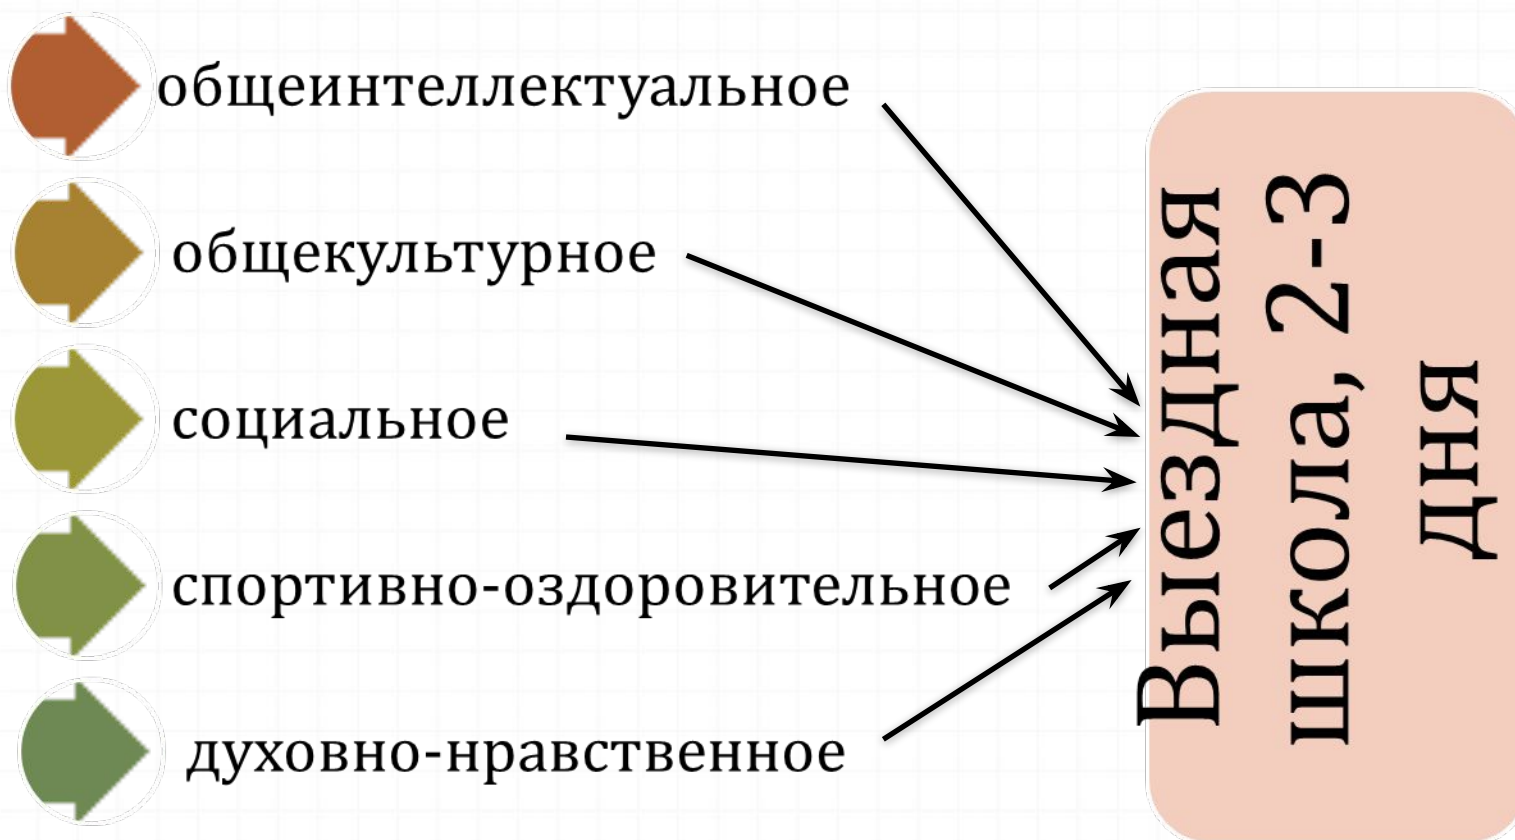 общеинтеллектуальное
общекультурное
социальное
спортивно-оздоровительное
духовно-нравственное
Выездная
школа, 2-3
дня